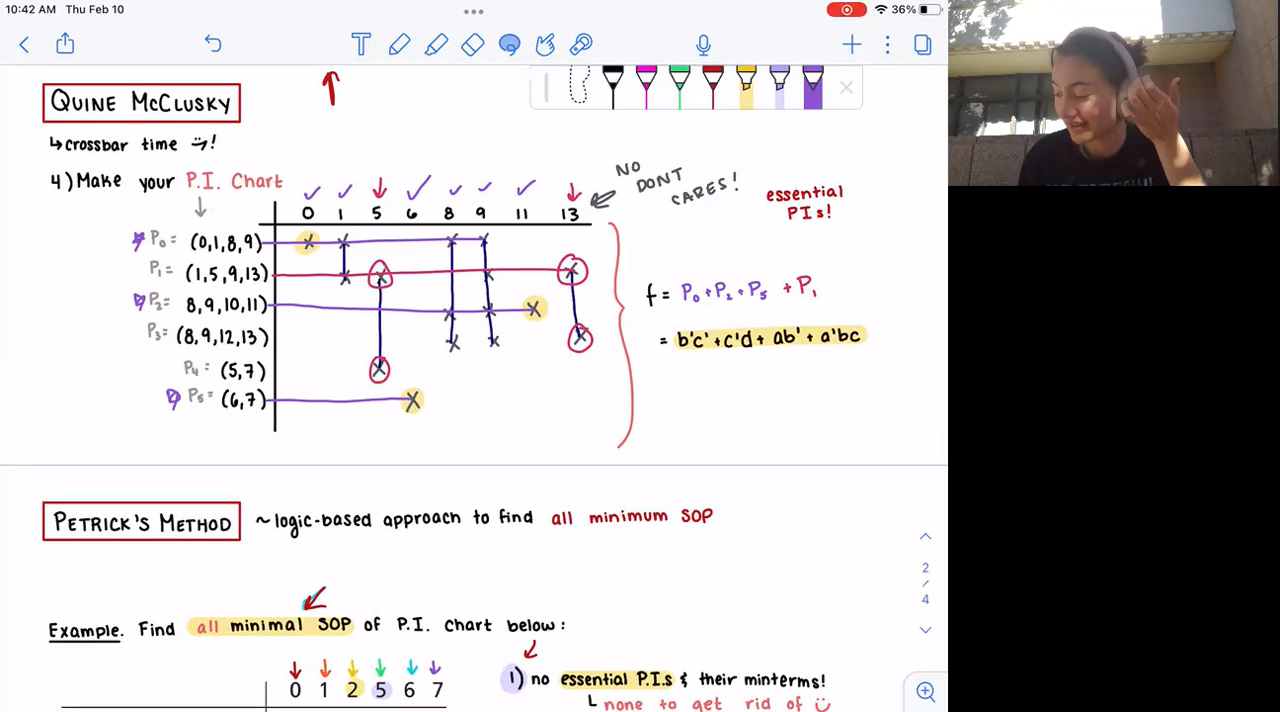 10:42 AM Thu Feb 10
36%
QUINE McCLUSKY
↳crossbar time !
4) Make your P.I. Chart
NO DONT CARES!
essential PIs!
0 1 5 6 8 9 11 13
P₀ = (0,1,8,9)
P₁ = (1,5,9,13)
P₂ = 8,9,10,11)
P₃ = (8,9,12,13)
P₄ = (5,7)
P₅ = (6,7)
f = P₀ + P₂ + P₅ + P₁
= b'c' + c'd + ab' + a'bc
PETRICK'S METHOD ~logic-based approach to find all minimum SOP
2
/
4
Example. Find all minimal SOP of P.I. Chart below:
0 1 2 5 6 7
1) no essential P.I.s & their minterms!
none to get rid of